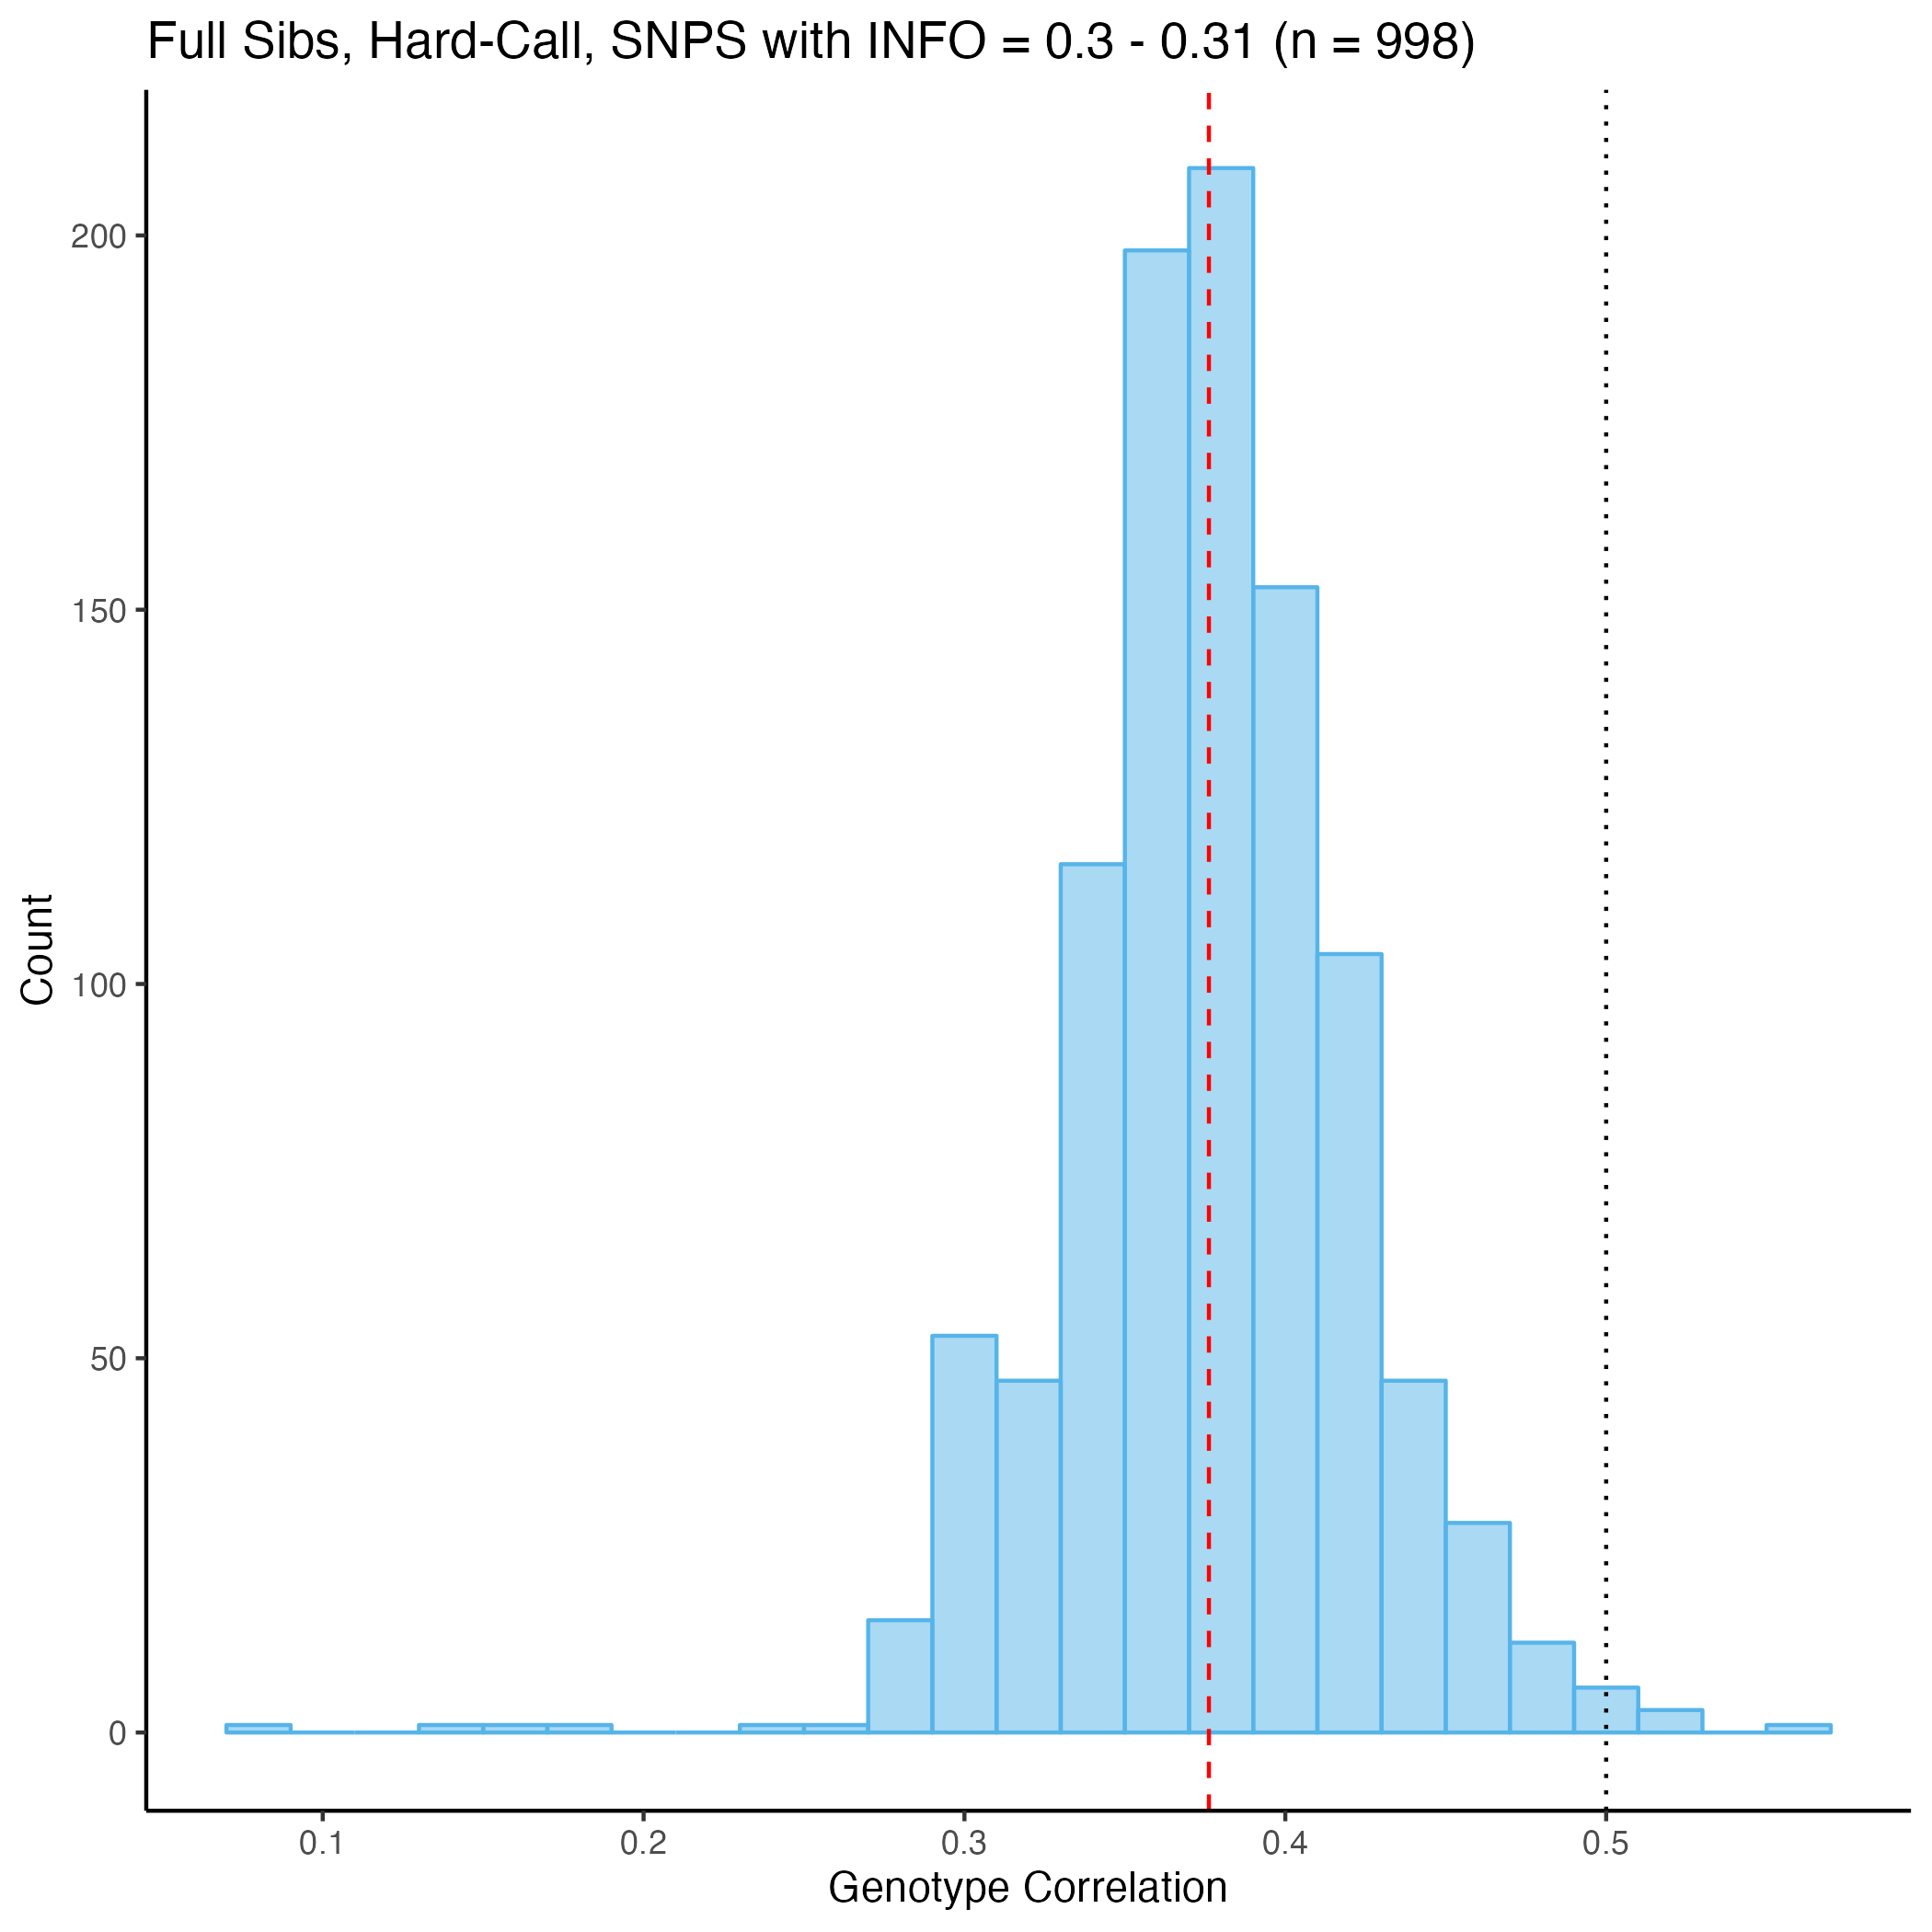 Full Sibs, Hard-Call, SNPS with INFO = 0.3 - 0.31 (n = 998)
200
150
100
50
0
Count
0.1 0.2 0.3 0.4 0.5
Genotype Correlation